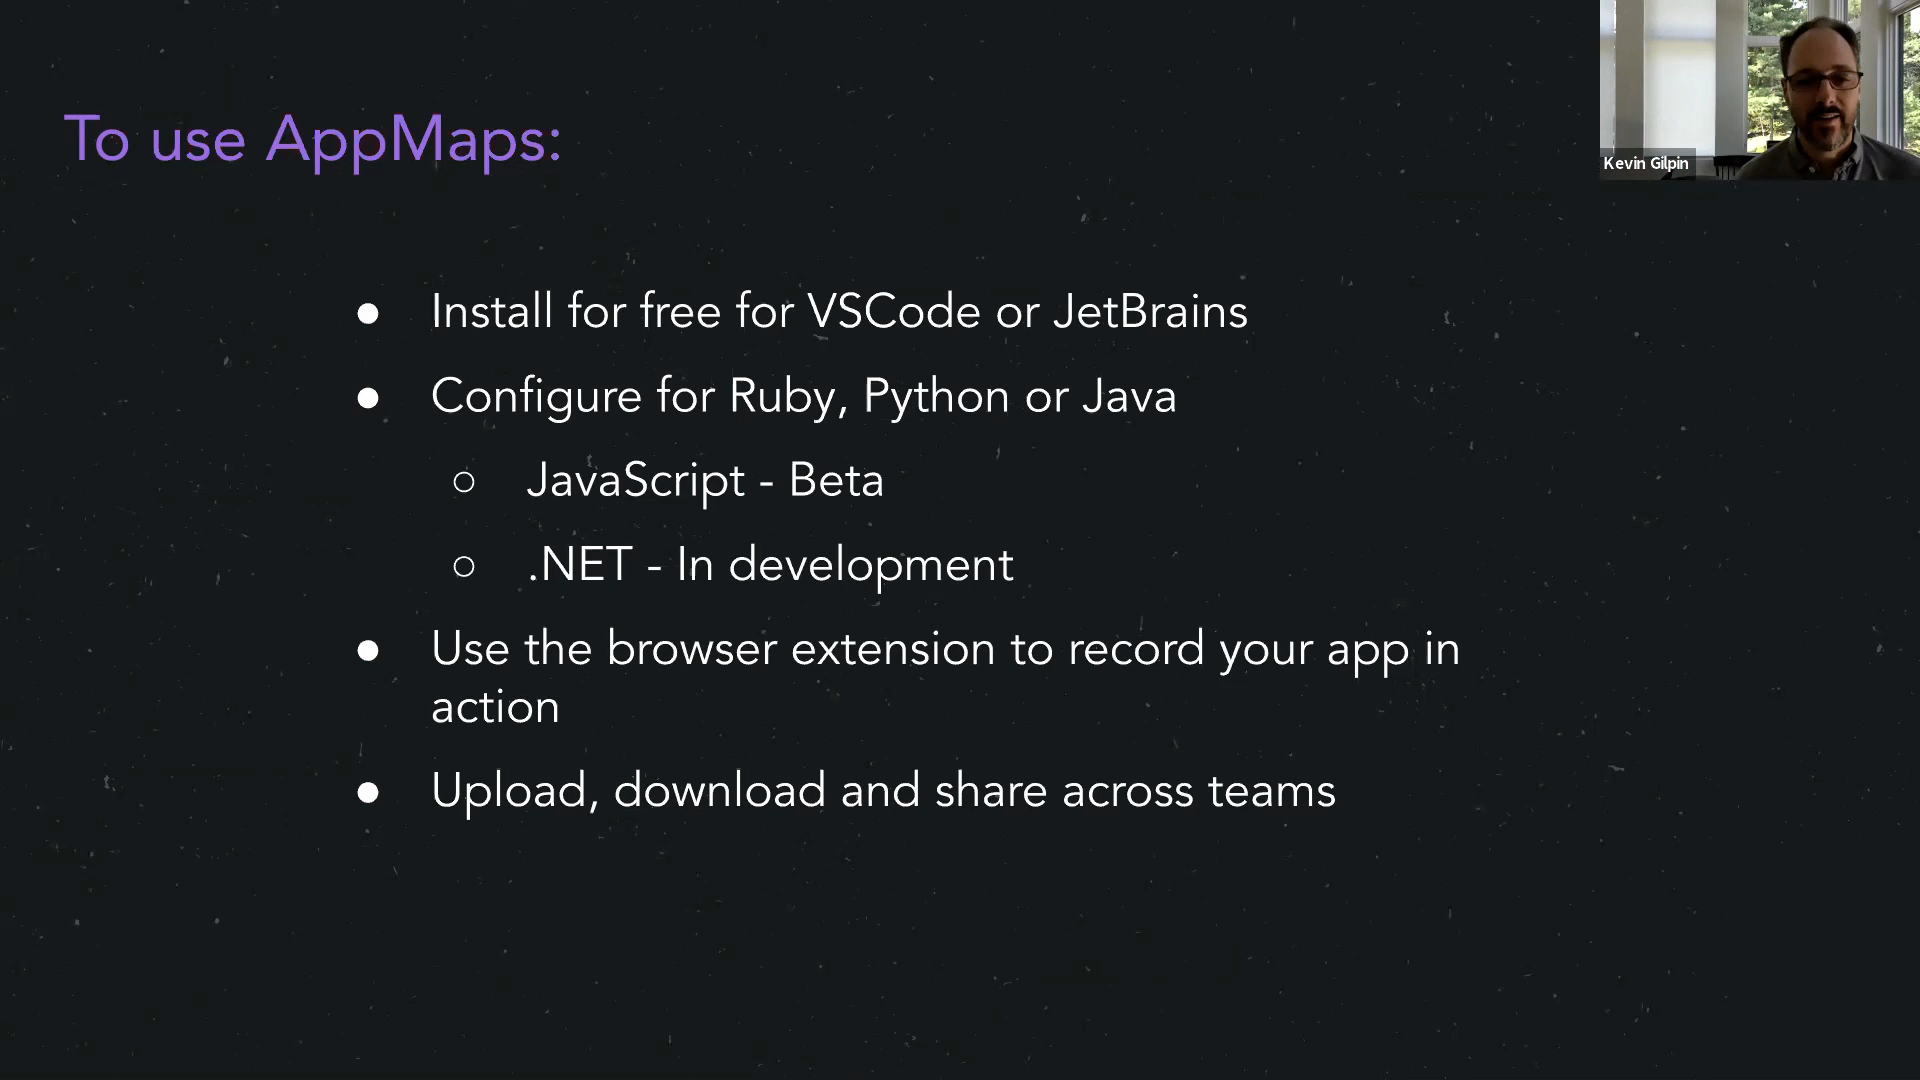 To use AppMaps:
Kevin Gilpin
● Install for free for VSCode or JetBrains
● Configure for Ruby, Python or Java
○ JavaScript - Beta
○ .NET - In development
● Use the browser extension to record your app in
action
● Upload, download and share across teams